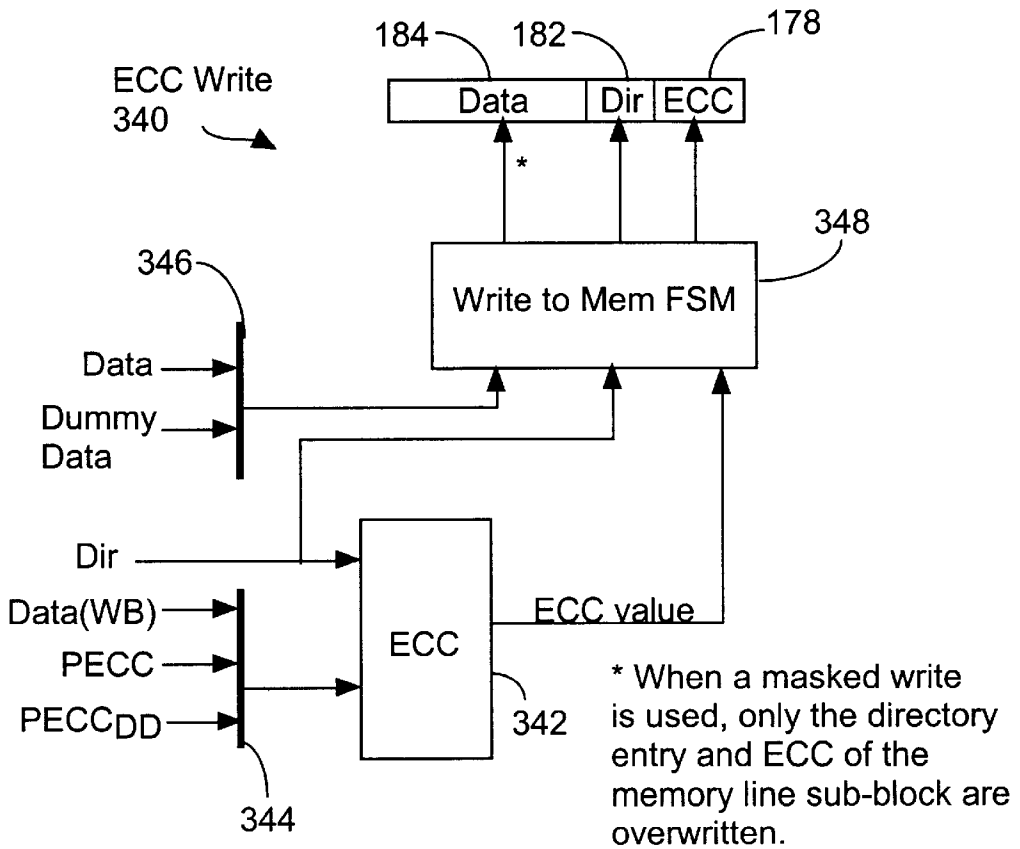 184
182
178
ECC Write
340
Data
Dir
ECC
*
348
346
Write to Mem FSM
Data
Dummy
Data
Dir
Data(WB)
PECC
PECCDD
ECC
ECC value
342
344
* When a masked write
is used, only the directory
entry and ECC of the
memory line sub-block are
overwritten.